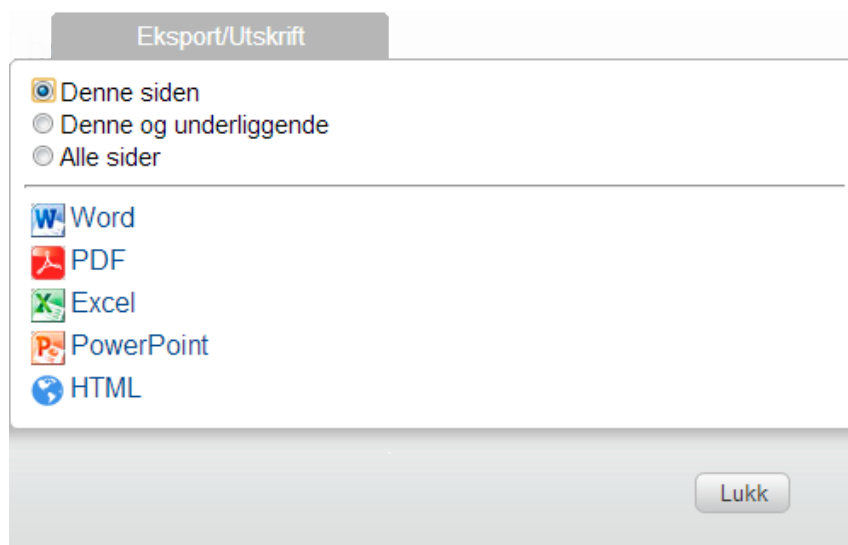 Eksport/Utskrift
Denne siden
Denne og underliggende
Alle sider
Word
PDF
Excel
PowerPoint
HTML
Lukk